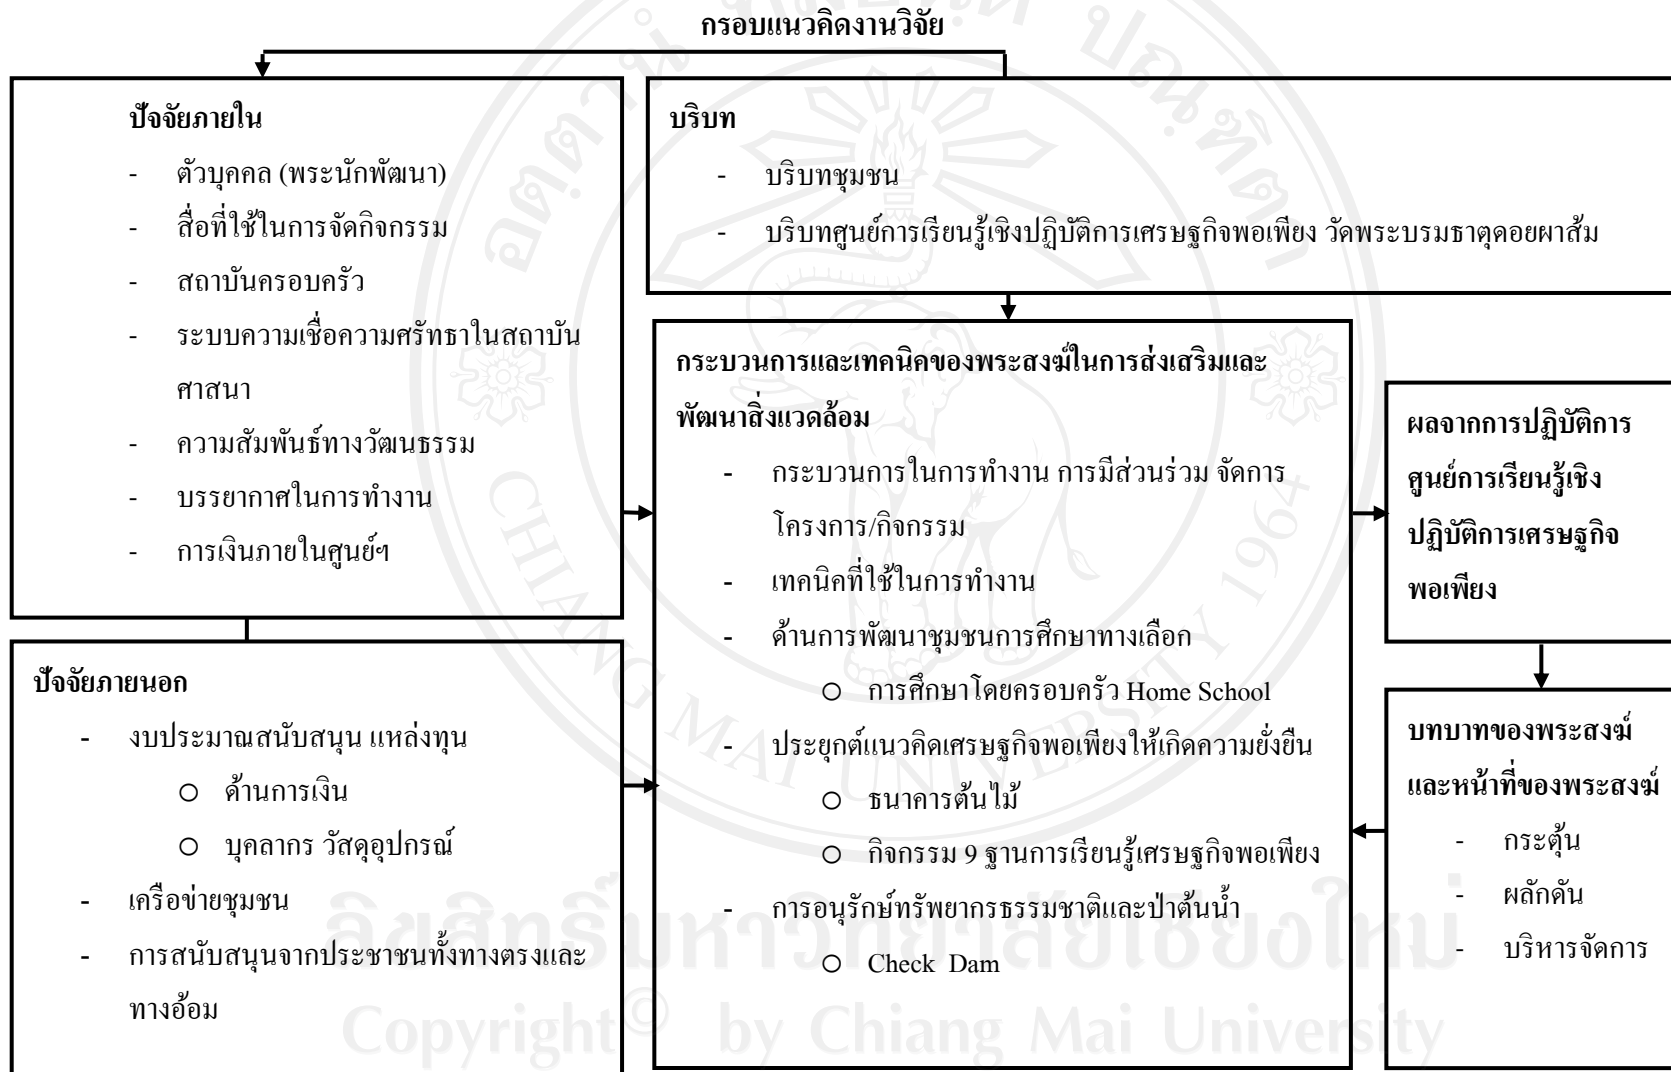 กรอบแนวคิดงานวิจัย
ปัจจัยภายใน
- ตัวบุคคล (พระนักพัฒนา)
- สื่อที่ใช้ในการจัดกิจกรรม
- สถาบันครอบครัว
- ระบบความเชื่อความศรัทธาในสถาบัน
ศาสนา
- ความสัมพันธ์ทางวัฒนธรรม
- บรรยากาศในการทำงาน
- การเงินภายในศูนย์ฯ
บริบท
- บริบทชุมชน
- บริบทศูนย์การเรียนรู้เชิงปฏิบัติการเศรษฐกิจพอเพียง วัดพระบรมธาตุดอยผาส้ม
ปัจจัยภายนอก
- งบประมาณสนับสนุน แหล่งทุน
○ ด้านการเงิน
○ บุคลากร วัสดุอุปกรณ์
- เครือข่ายชุมชน
- การสนับสนุนจากประชาชนทั้งทางตรงและ
ทางอ้อม
กระบวนการและเทคนิคของพระสงฆ์ในการส่งเสริมและ
พัฒนาสิ่งแวดล้อม
- กระบวนการในการทำงาน การมีส่วนร่วม จัดการ
โครงการ/กิจกรรม
- เทคนิคที่ใช้ในการทำงาน
- ด้านการพัฒนาชุมชนการศึกษาทางเลือก
○ การศึกษาโดยครอบครัว Home School
- ประยุกต์แนวคิดเศรษฐกิจพอเพียงให้เกิดความยั่งยืน
○ ธนาคารต้นไม้
○ กิจกรรม 9 ฐานการเรียนรู้เศรษฐกิจพอเพียง
- การอนุรักษ์ทรัพยากรธรรมชาติและป่าต้นน้ำ
○ Check Dam
ผลจากการปฏิบัติการ
ศูนย์การเรียนรู้เชิง
ปฏิบัติการเศรษฐกิจ
พอเพียง
บทบาทของพระสงฆ์
และหน้าที่ของพระสงฆ์
- กระตุ้น
- ผลักดัน
- บริหารจัดการ
CHIANG MAI UNIVERSITY 1964
ลิขสิทธิ์มหาวิทยาลัยเชียงใหม่
Copyright© by Chiang Mai University